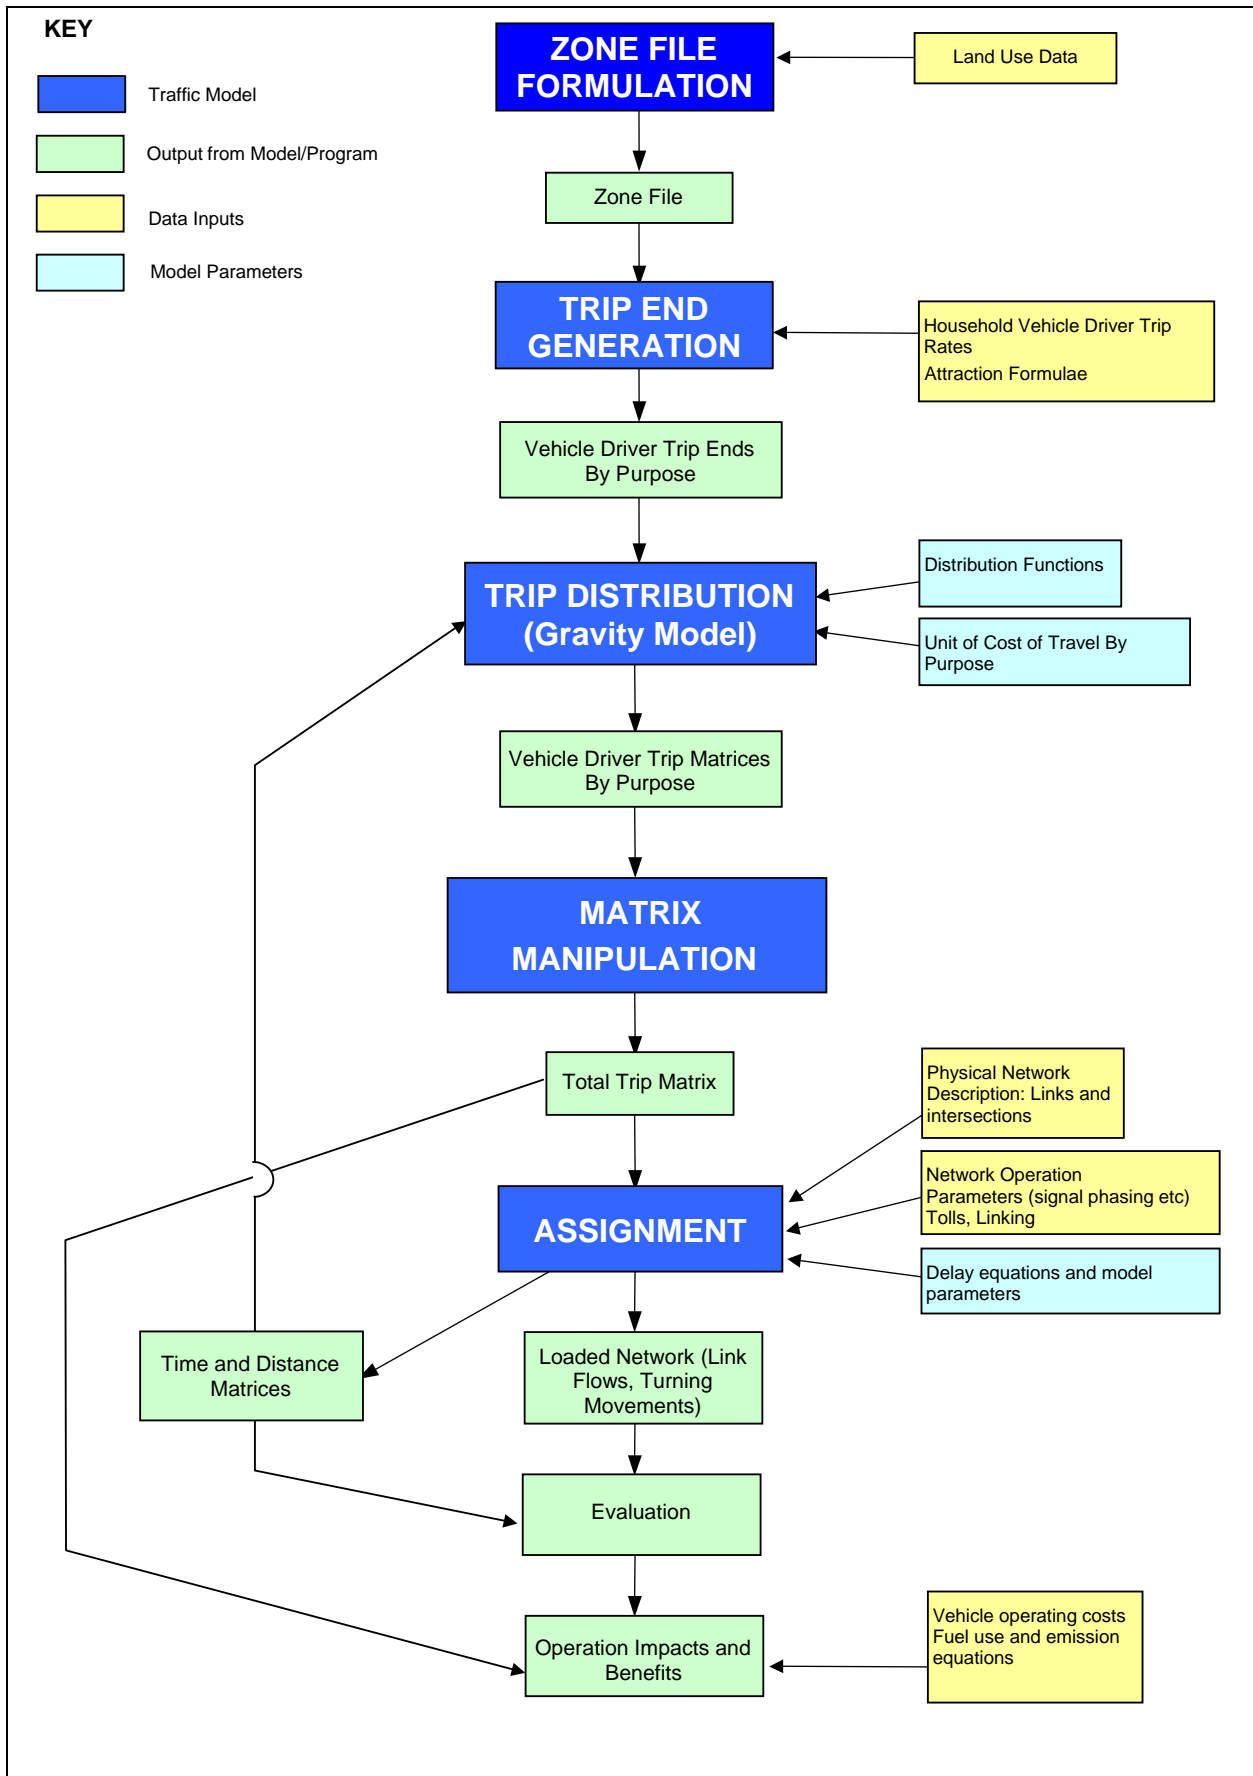 KEY
Traffic Model
Output from Model/Program
Data Inputs
Model Parameters
ZONE FILE
FORMULATION
Land Use Data
Zone File
TRIP END
GENERATION
Household Vehicle Driver Trip
Rates
Attraction Formulae
Vehicle Driver Trip Ends
By Purpose
TRIP DISTRIBUTION
(Gravity Model)
Distribution Functions
Unit of Cost of Travel By
Purpose
Vehicle Driver Trip Matrices
By Purpose
MATRIX
MANIPULATION
Total Trip Matrix
Physical Network
Description: Links and
intersections
Network Operation
Parameters (signal phasing etc)
Tolls, Linking
ASSIGNMENT
Delay equations and model
parameters
Time and Distance
Matrices
Loaded Network (Link
Flows, Turning
Movements)
Evaluation
Operation Impacts and
Benefits
Vehicle operating costs
Fuel use and emission
equations